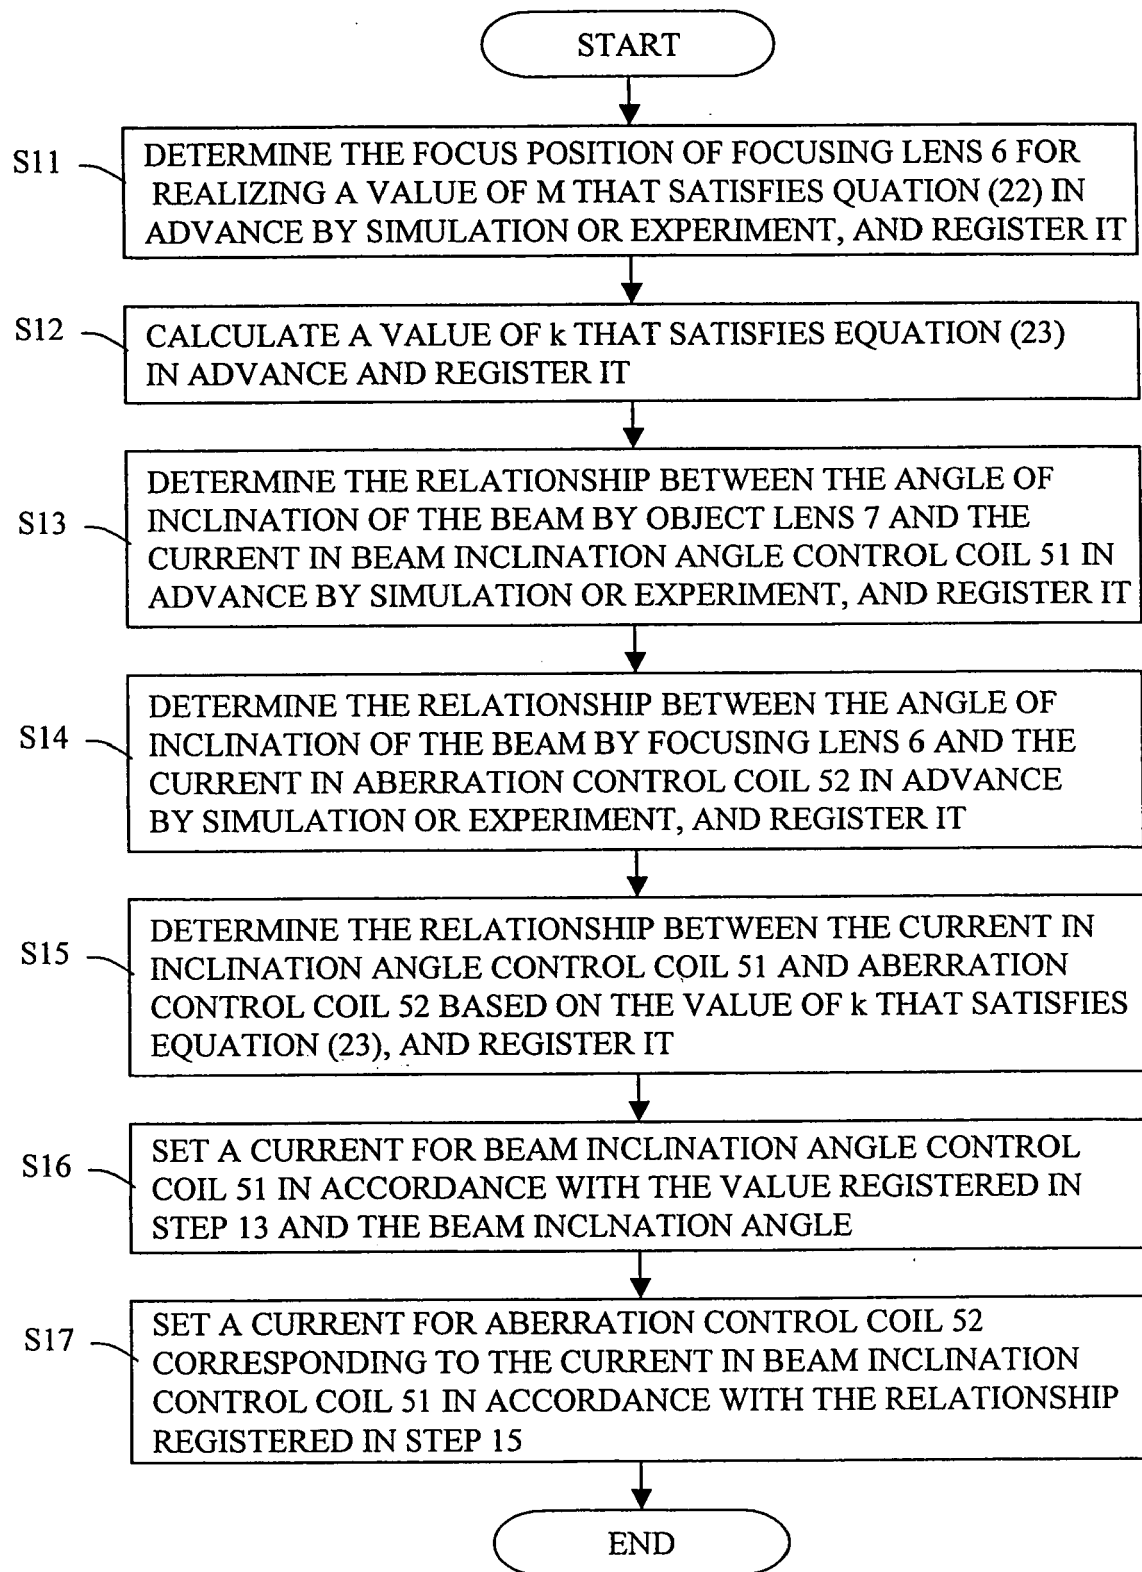 START
S11
DETERMINE THE FOCUS POSITION OF FOCUSING LENS 6 FOR
REALIZING A VALUE OF M THAT SATISFIES QUATION (22) IN
ADVANCE BY SIMULATION OR EXPERIMENT, AND REGISTER IT
S12
CALCULATE A VALUE OF k THAT SATISFIES EQUATION (23)
IN ADVANCE AND REGISTER IT
S13
DETERMINE THE RELATIONSHIP BETWEEN THE ANGLE OF
INCLINATION OF THE BEAM BY OBJECT LENS 7 AND THE
CURRENT IN BEAM INCLINATION ANGLE CONTROL COIL 51 IN
ADVANCE BY SIMULATION OR EXPERIMENT, AND REGISTER IT
S14
DETERMINE THE RELATIONSHIP BETWEEN THE ANGLE OF
INCLINATION OF THE BEAM BY FOCUSING LENS 6 AND THE
CURRENT IN ABERRATION CONTROL COIL 52 IN ADVANCE
BY SIMULATION OR EXPERIMENT, AND REGISTER IT
S15
DETERMINE THE RELATIONSHIP BETWEEN THE CURRENT IN
INCLINATION ANGLE CONTROL COIL 51 AND ABERRATION
CONTROL COIL 52 BASED ON THE VALUE OF k THAT SATISFIES
EQUATION (23), AND REGISTER IT
S16
SET A CURRENT FOR BEAM INCLINATION ANGLE CONTROL
COIL 51 IN ACCORDANCE WITH THE VALUE REGISTERED IN
STEP 13 AND THE BEAM INCLNATION ANGLE
S17
SET A CURRENT FOR ABERRATION CONTROL COIL 52
CORRESPONDING TO THE CURRENT IN BEAM INCLINATION
CONTROL COIL 51 IN ACCORDANCE WITH THE RELATIONSHIP
REGISTERED IN STEP 15
END